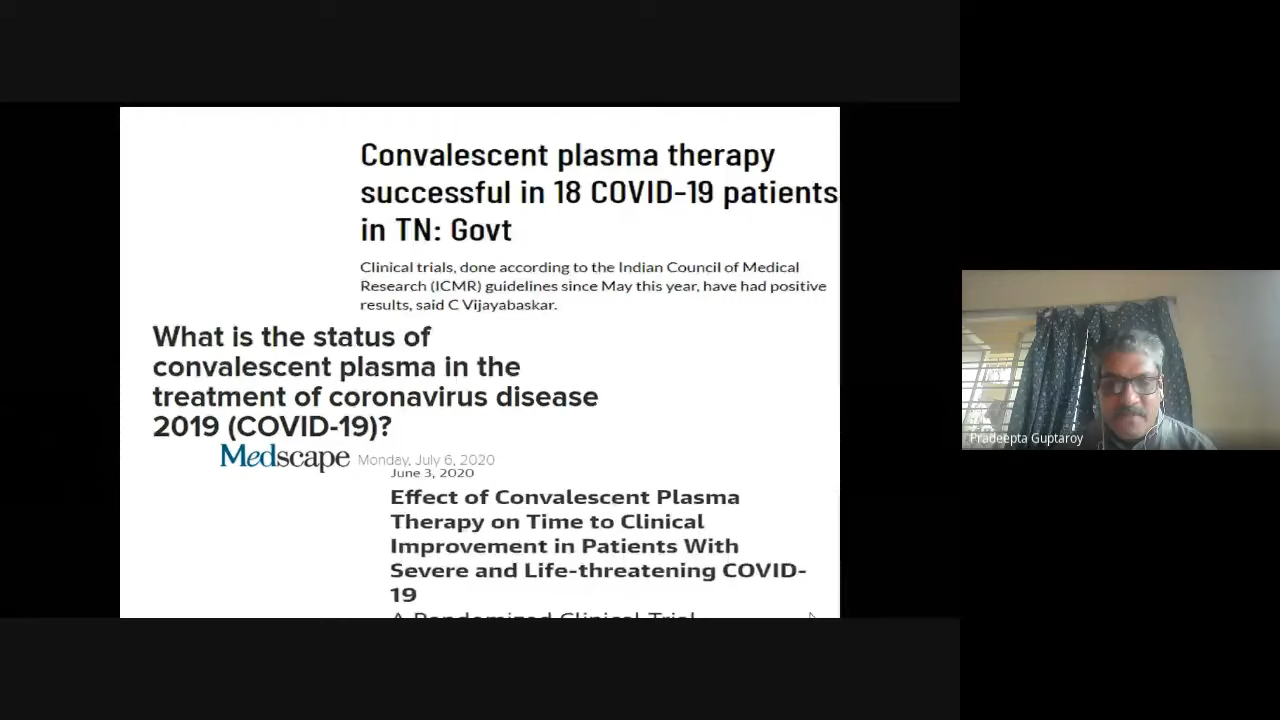 Convalescent plasma therapy
successful in 18 COVID-19 patients
in TN: Govt
Clinical trials, done according to the Indian Council of Medical
Research (ICMR) guidelines since May this year, have had positive
results, said C Vijayabaskar.
What is the status of
convalescent plasma in the
treatment of coronavirus disease
2019 (COVID-19)?
Medscape Monday, July 6, 2020
June 3, 2020
Effect of Convalescent Plasma
Therapy on Time to Clinical
Improvement in Patients With
Severe and Life-threatening COVID-
19
A Randomized Clinical Trial
Pradeepta Guptaroy